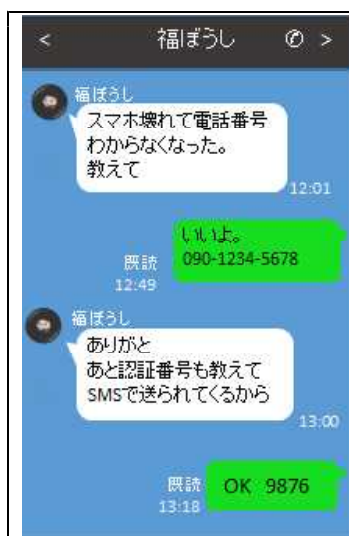 < 福ぼうし ✆ >
福ぼうし
スマホ壊れて電話番号
わからなくなった。
教えて
12:01
いいよ。
既読 090-1234-5678
12:49
福ぼうし
ありがと
あと認証番号も教えて
SMSで送られてくるから
13:00
既読 OK 9876
13:18